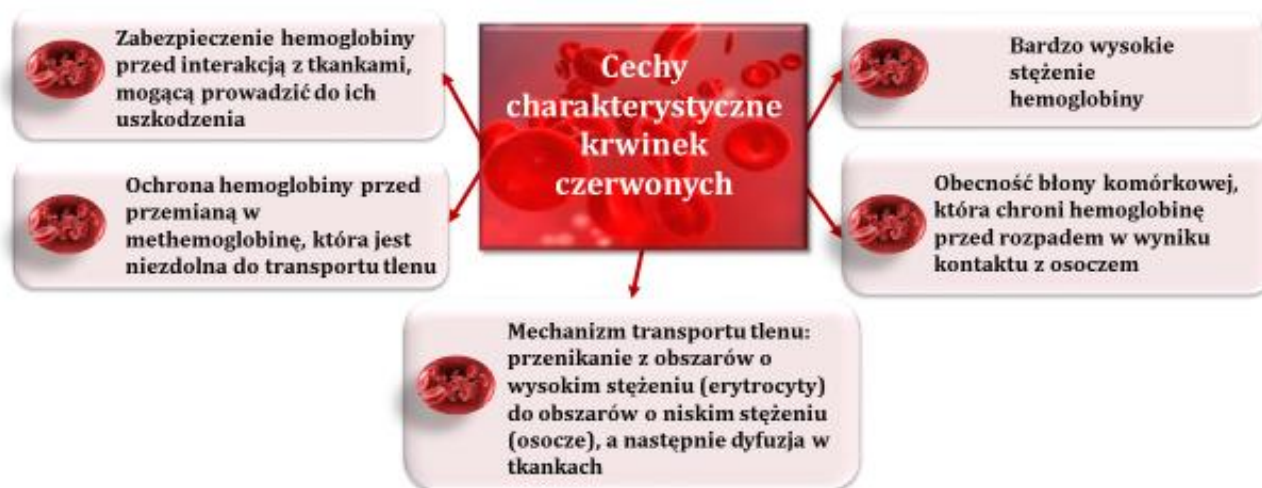 Cechy
charakterystyczne
krwinek
czerwonych
Zabezpieczenie hemoglobiny
przed interakcją z tkankami,
mogącą prowadzić do ich
uszkodzenia
Ochrona hemoglobiny przed
przemianą w
methemoglobinę, która jest
niezdolna do transportu tlenu
Bardzo wysokie
stężenie
hemoglobiny
Obecność błony komórkowej,
która chroni hemoglobinę
przed rozpadem w wyniku
kontaktu z osoczem
Mechanizm transportu tlenu:
przenikanie z obszarów o
wysokim stężeniu (erytrocyty)
do obszarów o niskim stężeniu
(osocze), a następnie dyfuzja w
tkankach